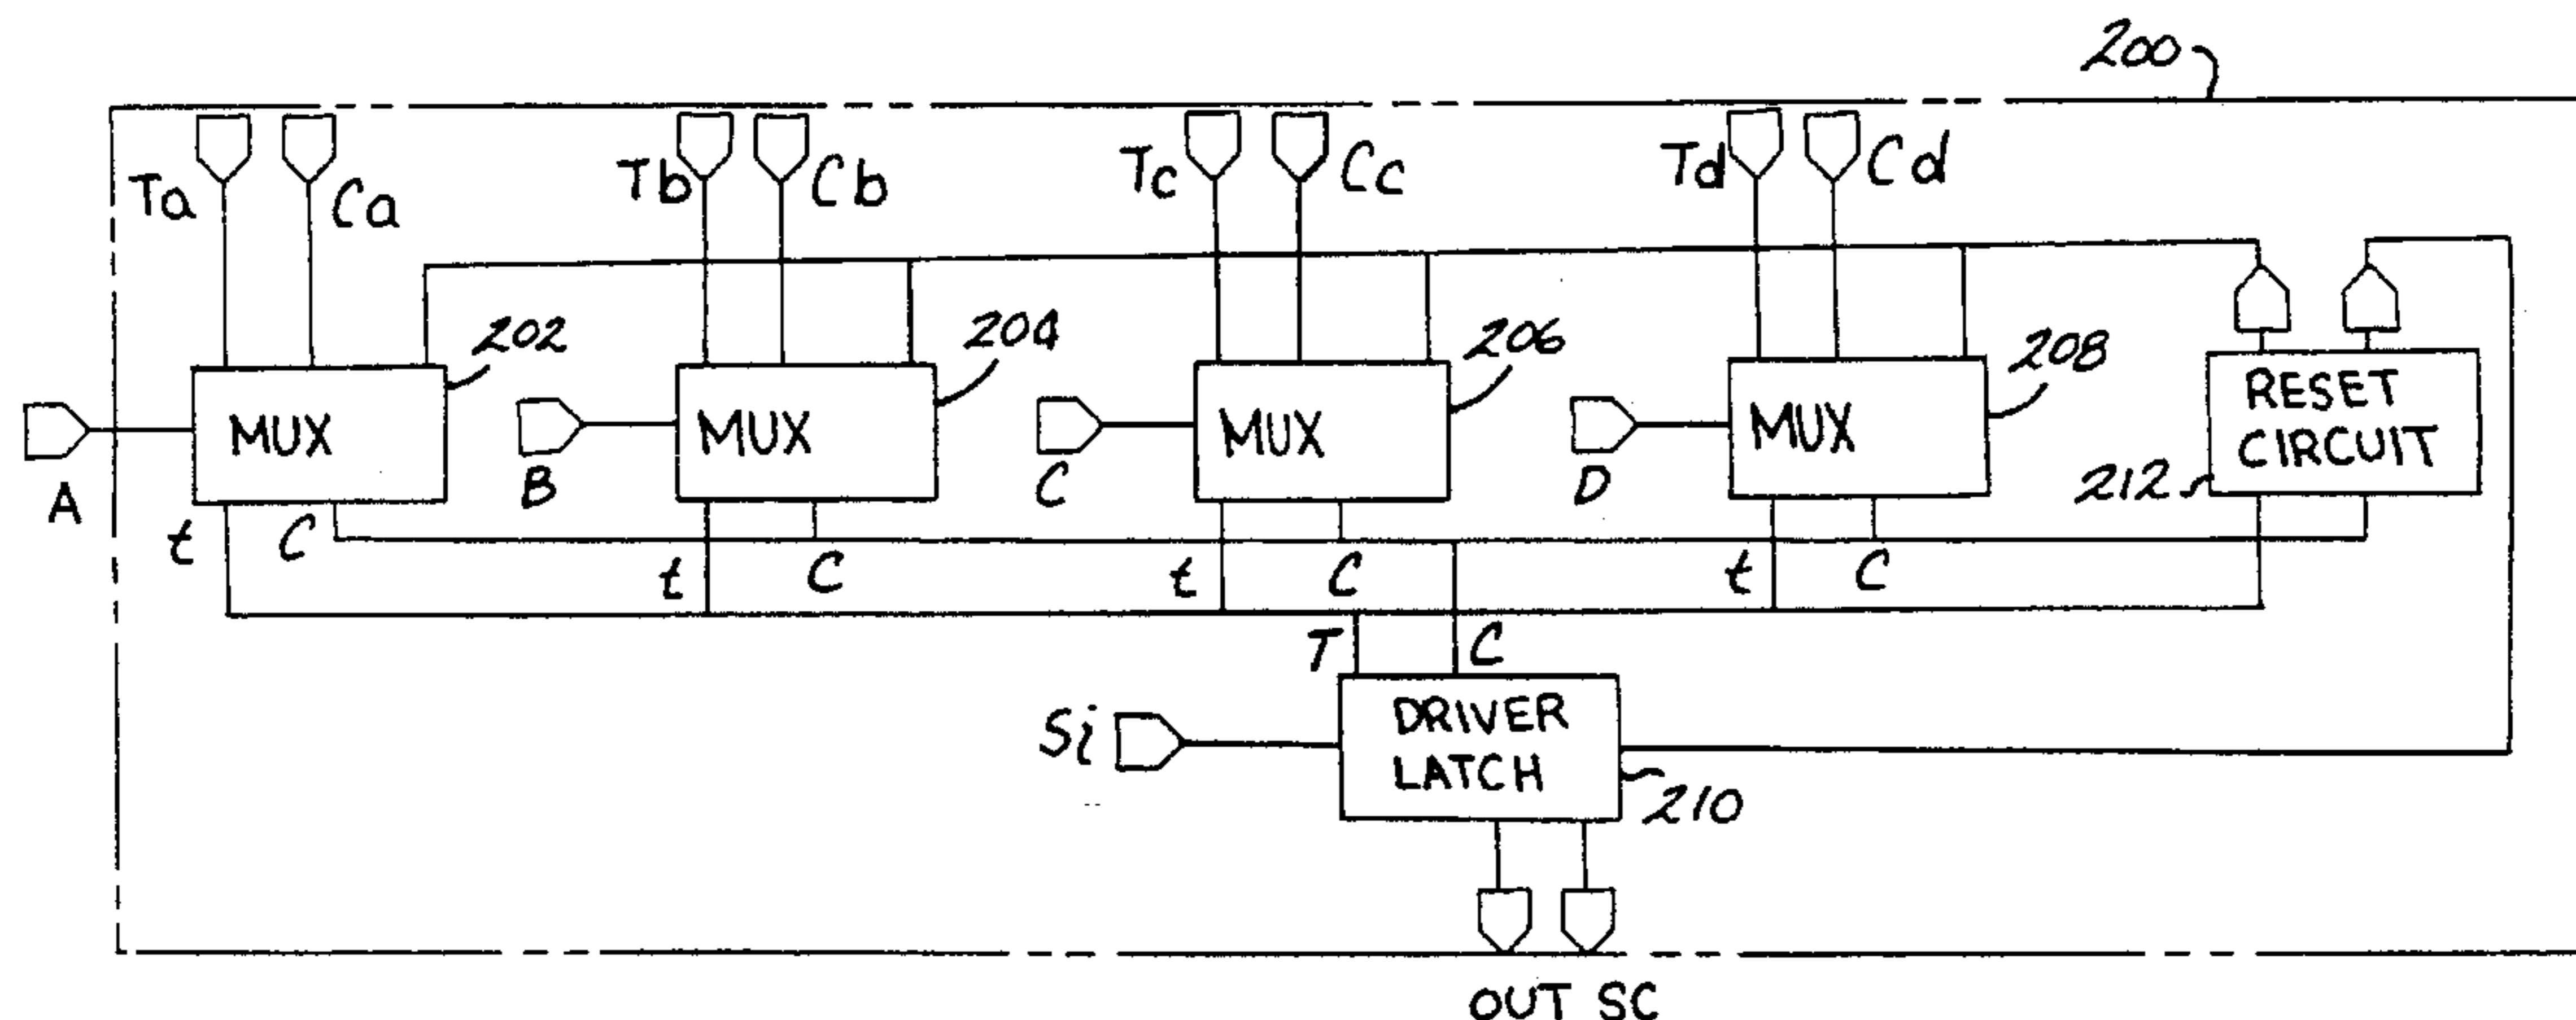 200
Ta Ca Tb Cb Tc Cc Td Cd
202 204 206 208
A MUX B MUX C MUX D MUX RESET CIRCUIT 212
t C t C t C t C
T C
Si DRIVER LATCH 210
OUT SC